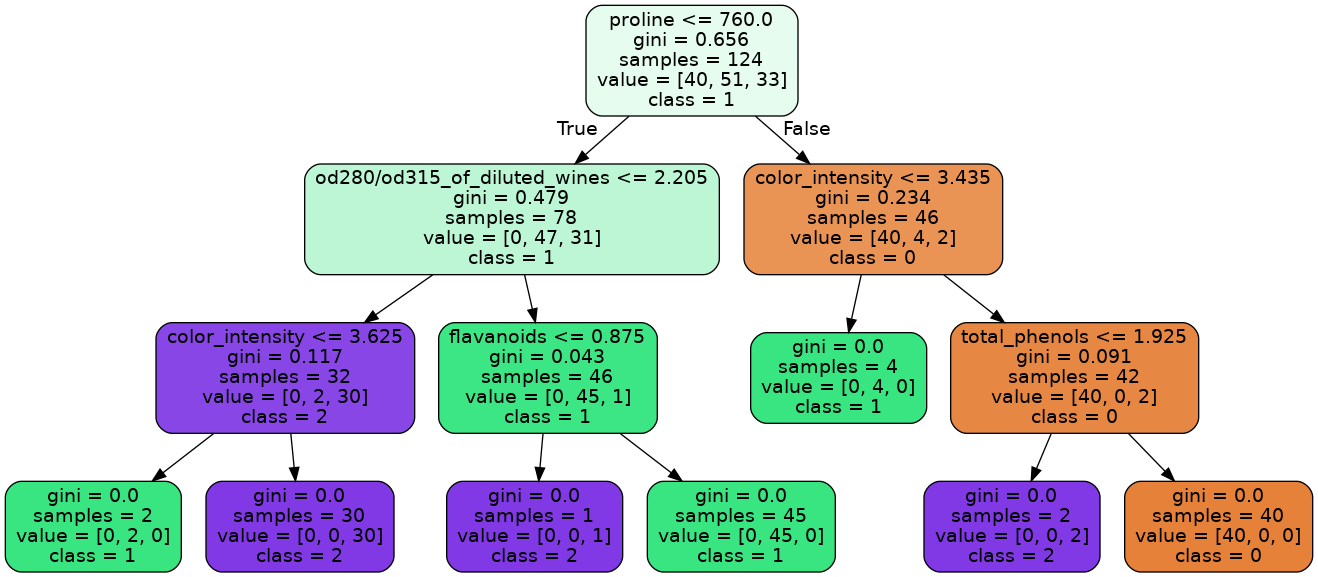 proline <= 760.0
gini = 0.656
samples = 124
value = [40, 51, 33]
class = 1
True
False
od280/od315_of_diluted_wines <= 2.205
gini = 0.479
samples = 78
value = [0, 47, 31]
class = 1
color_intensity <= 3.435
gini = 0.234
samples = 46
value = [40, 4, 2]
class = 0
color_intensity <= 3.625
gini = 0.117
samples = 32
value = [0, 2, 30]
class = 2
flavanoids <= 0.875
gini = 0.043
samples = 46
value = [0, 45, 1]
class = 1
gini = 0.0
samples = 4
value = [0, 4, 0]
class = 1
total_phenols <= 1.925
gini = 0.091
samples = 42
value = [40, 0, 2]
class = 0
gini = 0.0
samples = 2
value = [0, 2, 0]
class = 1
gini = 0.0
samples = 30
value = [0, 0, 30]
class = 2
gini = 0.0
samples = 1
value = [0, 0, 1]
class = 2
gini = 0.0
samples = 45
value = [0, 45, 0]
class = 1
gini = 0.0
samples = 2
value = [0, 0, 2]
class = 2
gini = 0.0
samples = 40
value = [40, 0, 0]
class = 0